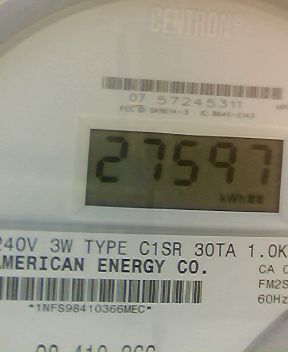 CENTRON®
07 57245311
27597
kWh
240V 3W TYPE C1SR 30TA 1.0K
AMERICAN ENERGY CO.
CA 0
FM2S
60Hz
*1NFS98410366MEC*